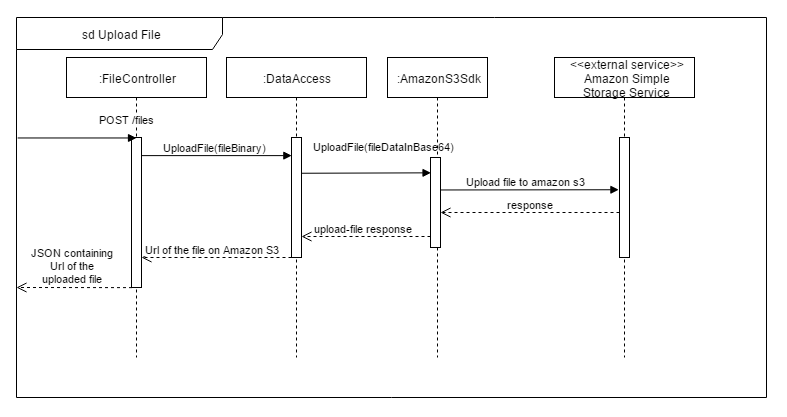 sd Upload File
:FileController
:DataAccess
:AmazonS3Sdk
<<external service>>
Amazon Simple
Storage Service
POST /files
UploadFile(fileBinary)
UploadFile(fileDataInBase64)
Upload file to amazon s3
response
upload-file response
Url of the file on Amazon S3
JSON containing
Url of the
uploaded file